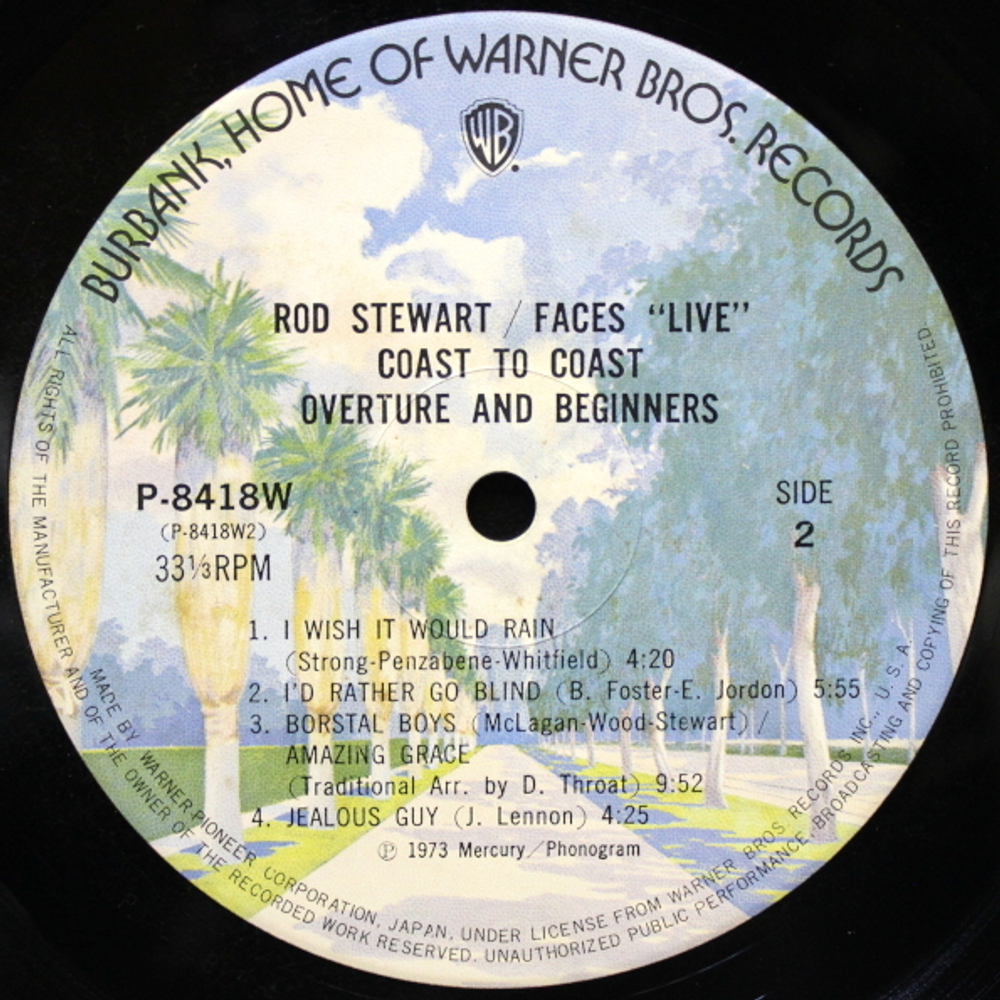 BURBANK, HOME OF WARNER BROS. RECORDS
WB
ROD STEWART / FACES “LIVE”
COAST TO COAST
OVERTURE AND BEGINNERS
P-8418W
(P-8418W2)
33⅓RPM
SIDE
2
1. I WISH IT WOULD RAIN
(Strong-Penzabene-Whitfield) 4:20
2. I'D RATHER GO BLIND (B. Foster-E. Jordon) 5:55
3. BORSTAL BOYS (McLagan-Wood-Stewart) /
AMAZING GRACE
(Traditional Arr. by D. Throat) 9:52
4. JEALOUS GUY (J. Lennon) 4:25
Ⓟ 1973 Mercury/Phonogram
MADE BY WARNER-PIONEER CORPORATION, JAPAN, UNDER LICENSE FROM WARNER BROS. RECORDS INC., U.S.A.
ALL RIGHTS OF THE MANUFACTURER AND OF THE OWNER OF THE RECORDED WORK RESERVED. UNAUTHORIZED PUBLIC PERFORMANCE, BROADCASTING AND COPYING OF THIS RECORD PROHIBITED